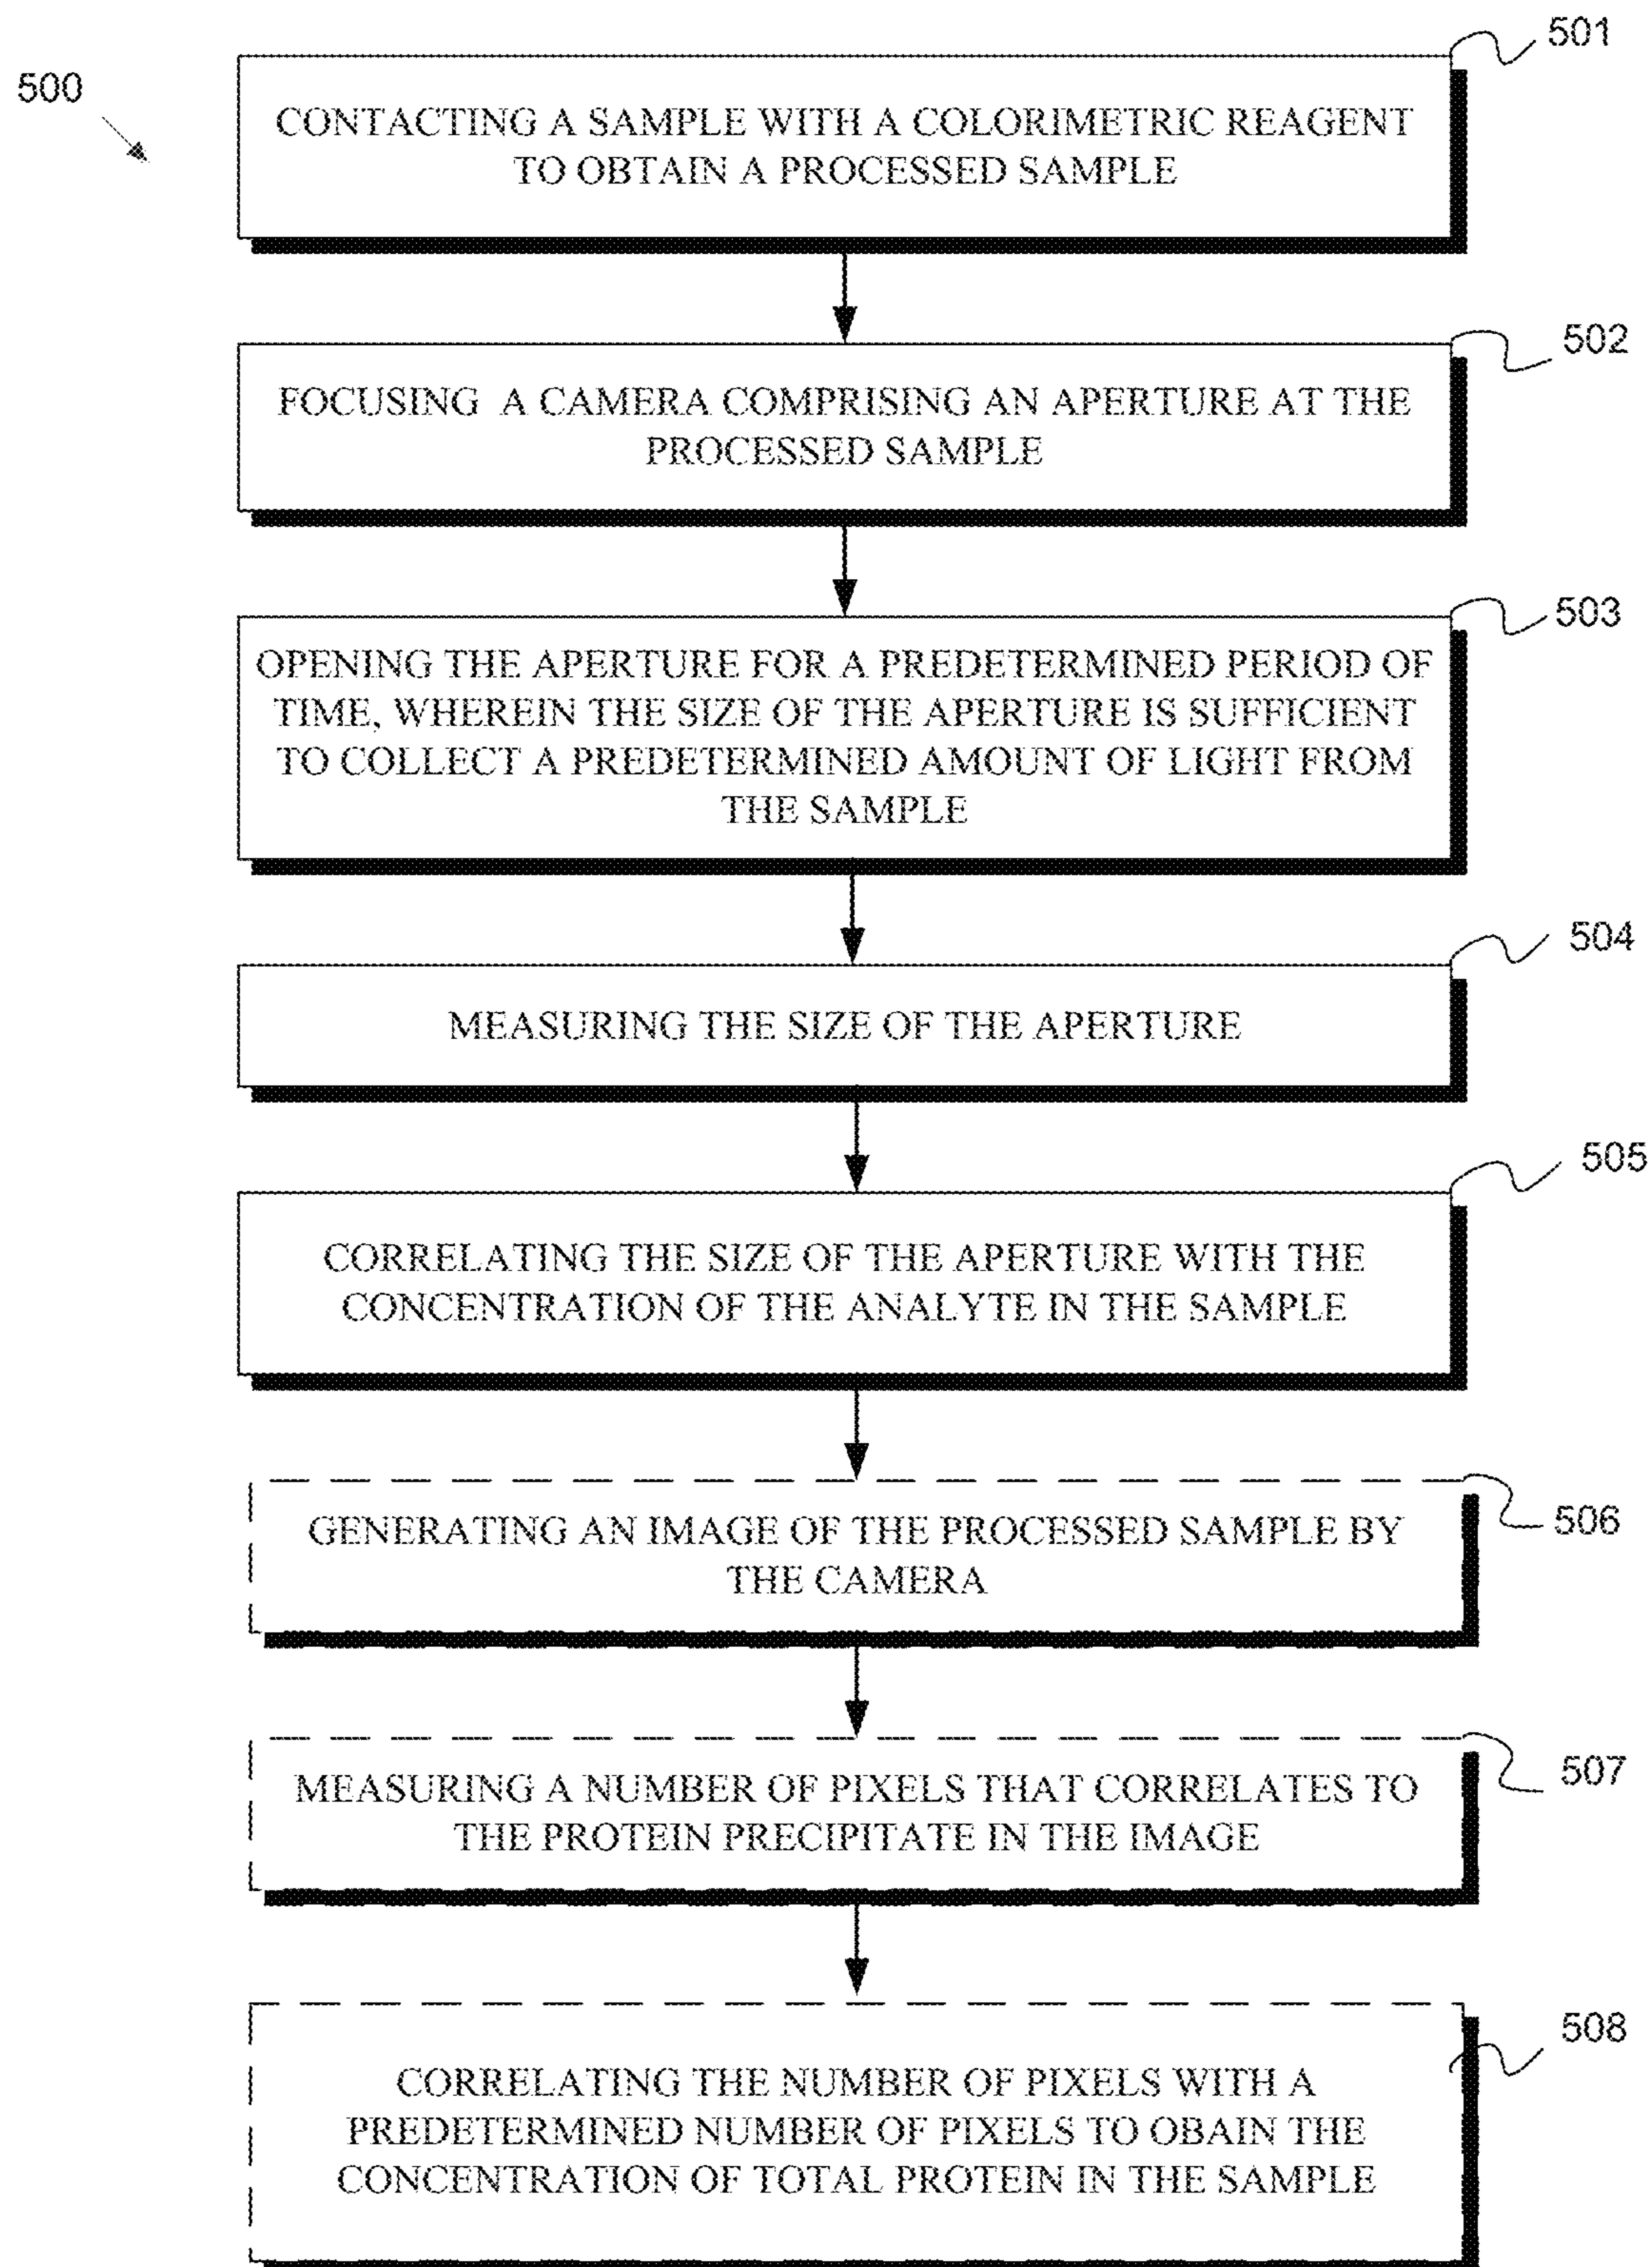 500
501
CONTACTING A SAMPLE WITH A COLORIMETRIC REAGENT
TO OBTAIN A PROCESSED SAMPLE
502
FOCUSING A CAMERA COMPRISING AN APERTURE AT THE
PROCESSED SAMPLE
503
OPENING THE APERTURE FOR A PREDETERMINED PERIOD OF
TIME, WHEREIN THE SIZE OF THE APERTURE IS SUFFICIENT
TO COLLECT A PREDETERMINED AMOUNT OF LIGHT FROM
THE SAMPLE
504
MEASURING THE SIZE OF THE APERTURE
505
CORRELATING THE SIZE OF THE APERTURE WITH THE
CONCENTRATION OF THE ANALYTE IN THE SAMPLE
506
GENERATING AN IMAGE OF THE PROCESSED SAMPLE BY
THE CAMERA
507
MEASURING A NUMBER OF PIXELS THAT CORRELATES TO
THE PROTEIN PRECIPITATE IN THE IMAGE
508
CORRELATING THE NUMBER OF PIXELS WITH A
PREDETERMINED NUMBER OF PIXELS TO OBAIN THE
CONCENTRATION OF TOTAL PROTEIN IN THE SAMPLE